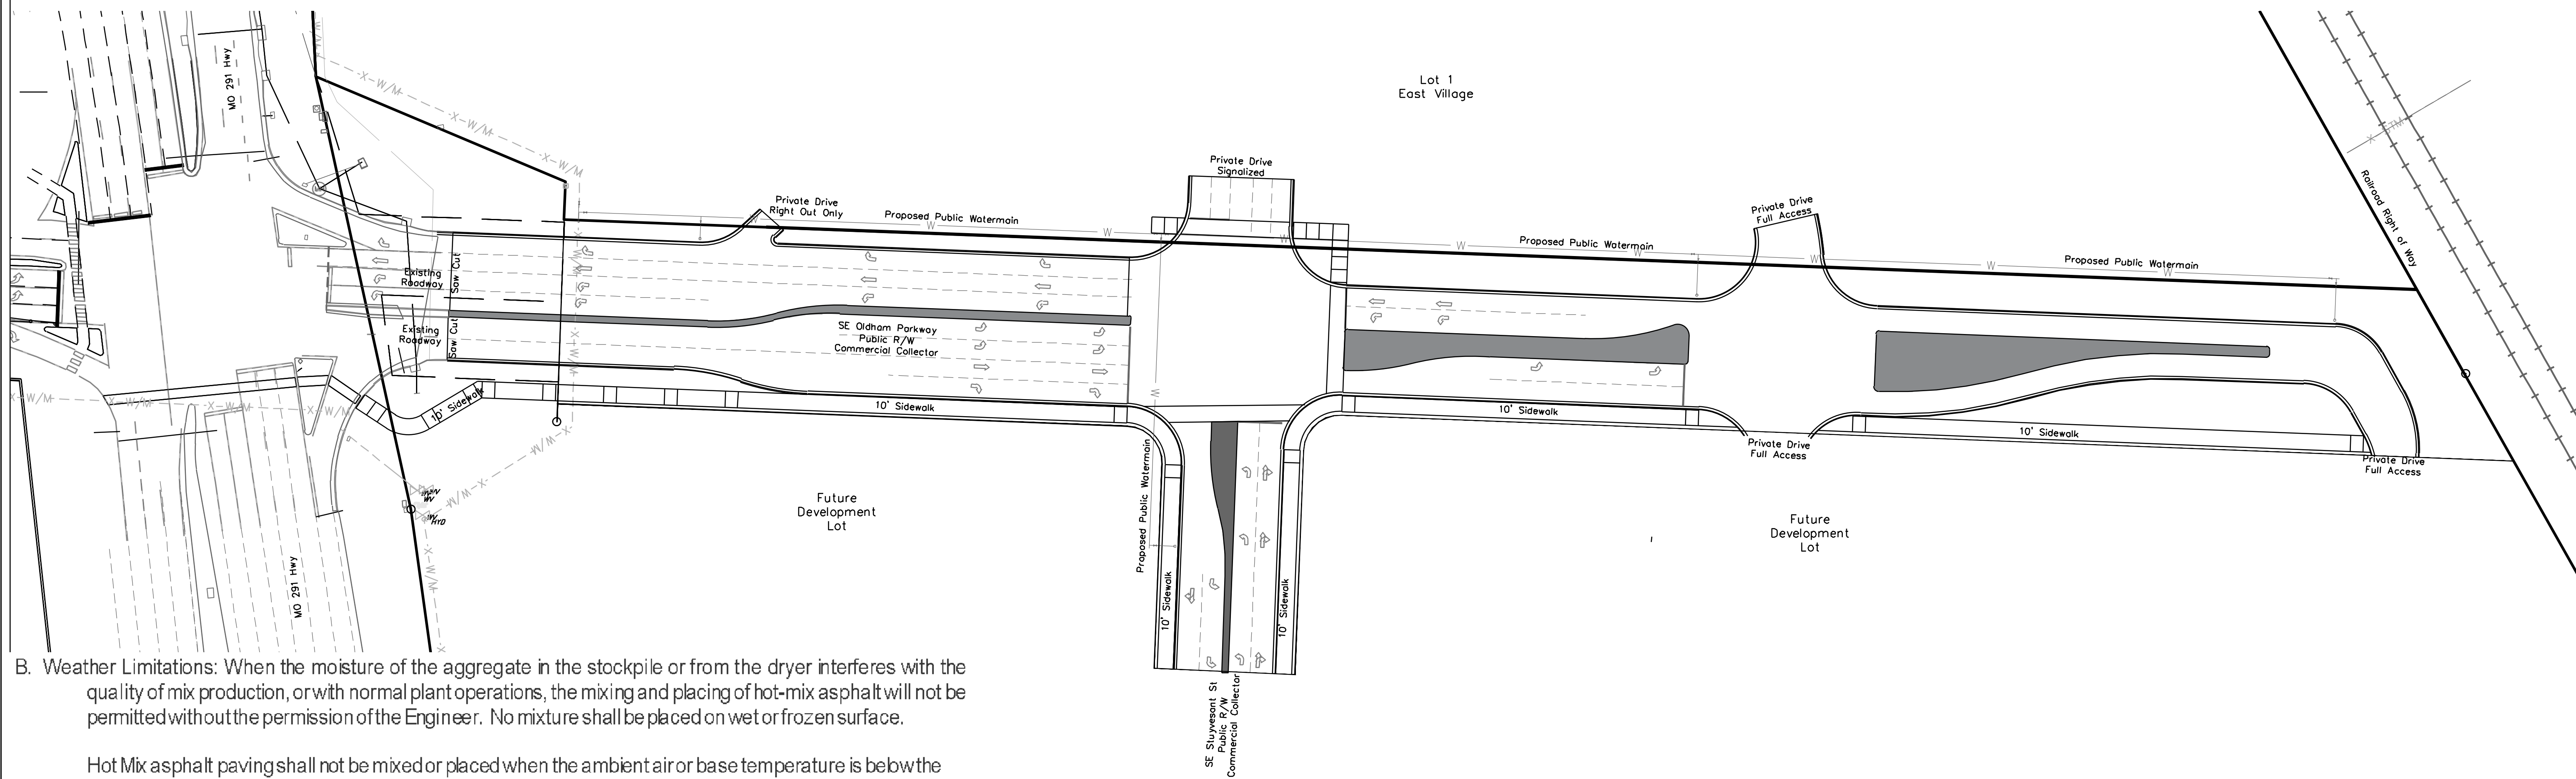 MO 291 Hwy
Lot 1
East Village
X-W/M
X-W/M
X-W/M
Private Drive
Signalized
Private Drive
Right Out Only
Proposed Public Watermain
Private Drive
Full Access
Proposed Public Watermain
Proposed Public Watermain
Railroad Right of Way
W
W
W
W
W
W
W
W
W
Existing
Roadway
Saw Cut
Existing
Roadway
Saw Cut
SE Oldham Parkway
Public R/W
Commercial Collector
10' Sidewalk
10' Sidewalk
10' Sidewalk
10' Sidewalk
Private Drive
Full Access
Private Drive
Full Access
X-W/M
X-W/M
X-W/M
W/M-X
W/M-X
HYD
X-W/M
Proposed Public Watermain
W
Future
Development
Lot
Future
Development
Lot
10' Sidewalk
10' Sidewalk
MO 291 Hwy
SE Stuyvesant St
Public R/W
Commercial Collector
B. Weather Limitations: When the moisture of the aggregate in the stockpile or from the dryer interferes with the
quality of mix production, or with normal plant operations, the mixing and placing of hot-mix asphalt will not be
permitted without the permission of the Engineer. No mixture shall be placed on wet or frozen surface.
Hot Mix asphalt paving shall not be mixed or placed when the ambient air or base temperature is below the